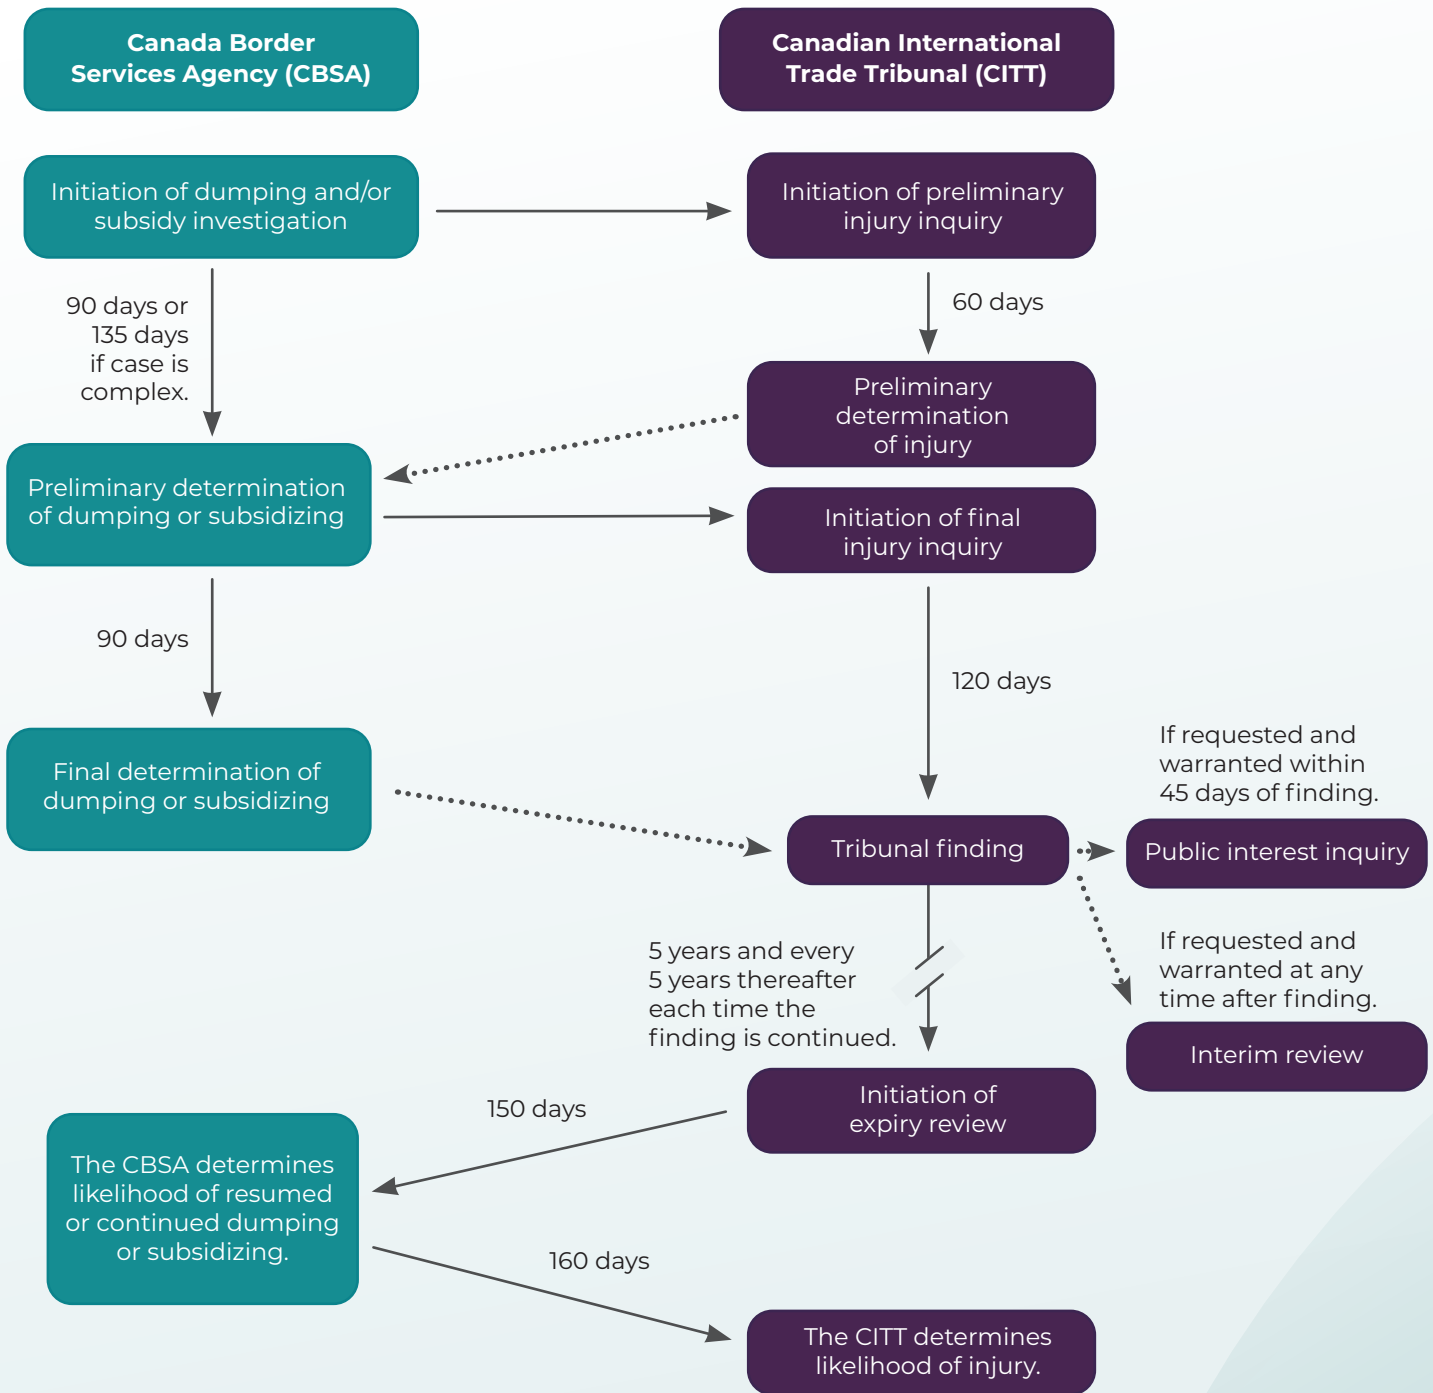 Canada Border
Services Agency (CBSA)
Canadian International
Trade Tribunal (CITT)
Initiation of dumping and/or
subsidy investigation
Initiation of preliminary
injury inquiry
90 days or
135 days
if case is
complex.
60 days
Preliminary
determination
of injury
Preliminary determination
of dumping or subsidizing
Initiation of final
injury inquiry
90 days
120 days
Final determination of
dumping or subsidizing
Tribunal finding
If requested and
warranted within
45 days of finding.
Public interest inquiry
If requested and
warranted at any
time after finding.
Interim review
5 years and every
5 years thereafter
each time the
finding is continued.
Initiation of
expiry review
150 days
The CBSA determines
likelihood of resumed
or continued dumping
or subsidizing.
160 days
The CITT determines
likelihood of injury.